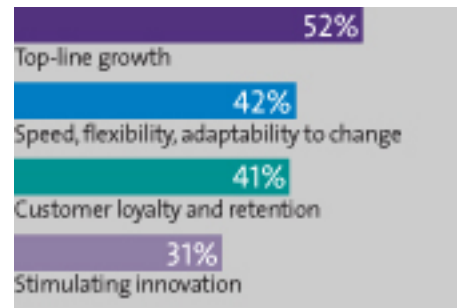 52%
Top-line growth
42%
Speed, flexibility, adaptability to change
41%
Customer loyalty and retention
31%
Stimulating innovation